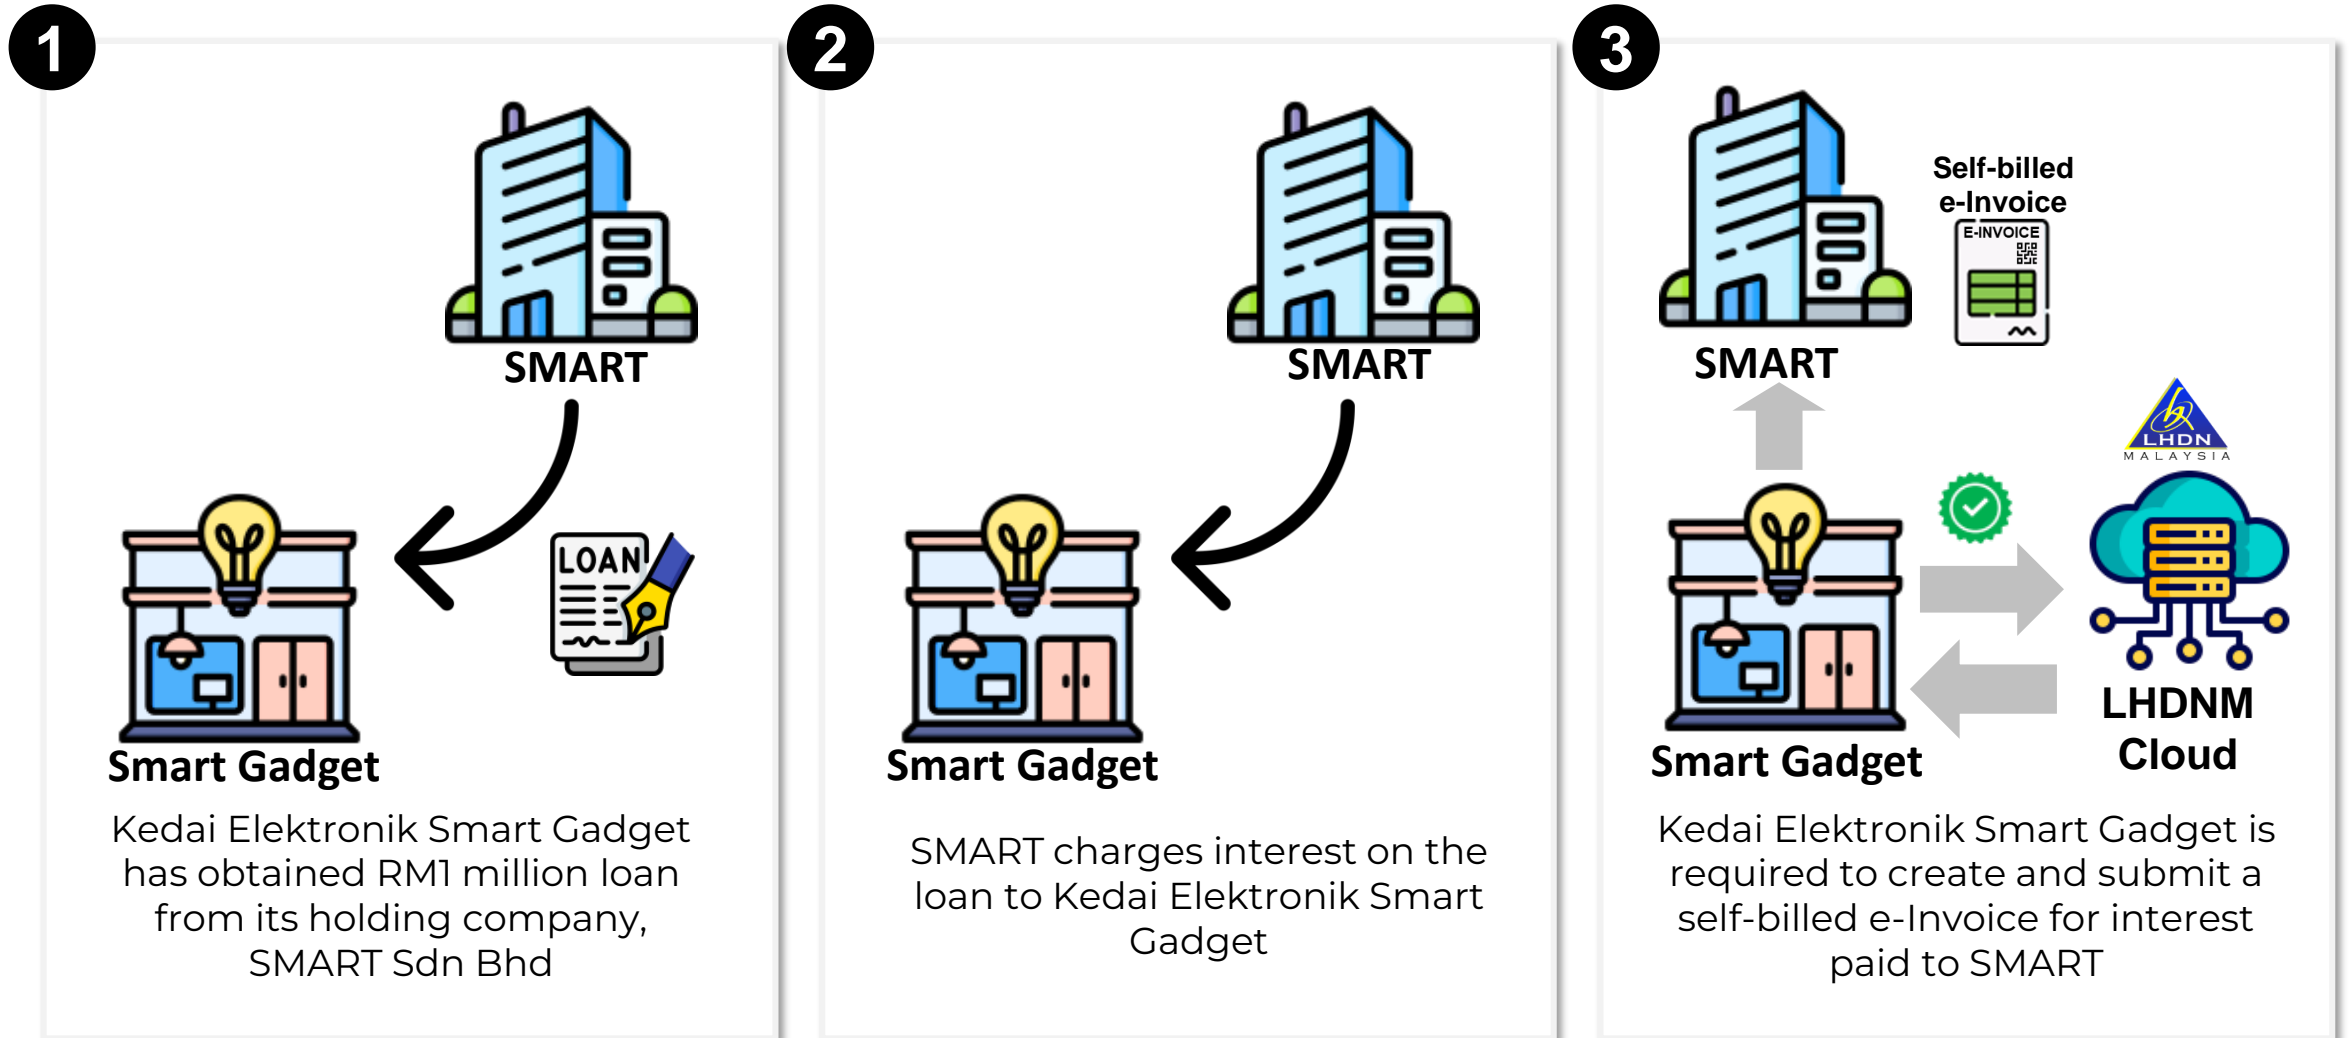 1
SMART
LOAN
Smart Gadget
Kedai Elektronik Smart Gadget
has obtained RM1 million loan
from its holding company,
SMART Sdn Bhd
2
SMART
Smart Gadget
SMART charges interest on the
loan to Kedai Elektronik Smart
Gadget
3
Self-billed
e-Invoice
E-INVOICE
SMART
LHDN
MALAYSIA
LHDNM
Cloud
Smart Gadget
Kedai Elektronik Smart Gadget is
required to create and submit a
self-billed e-Invoice for interest
paid to SMART